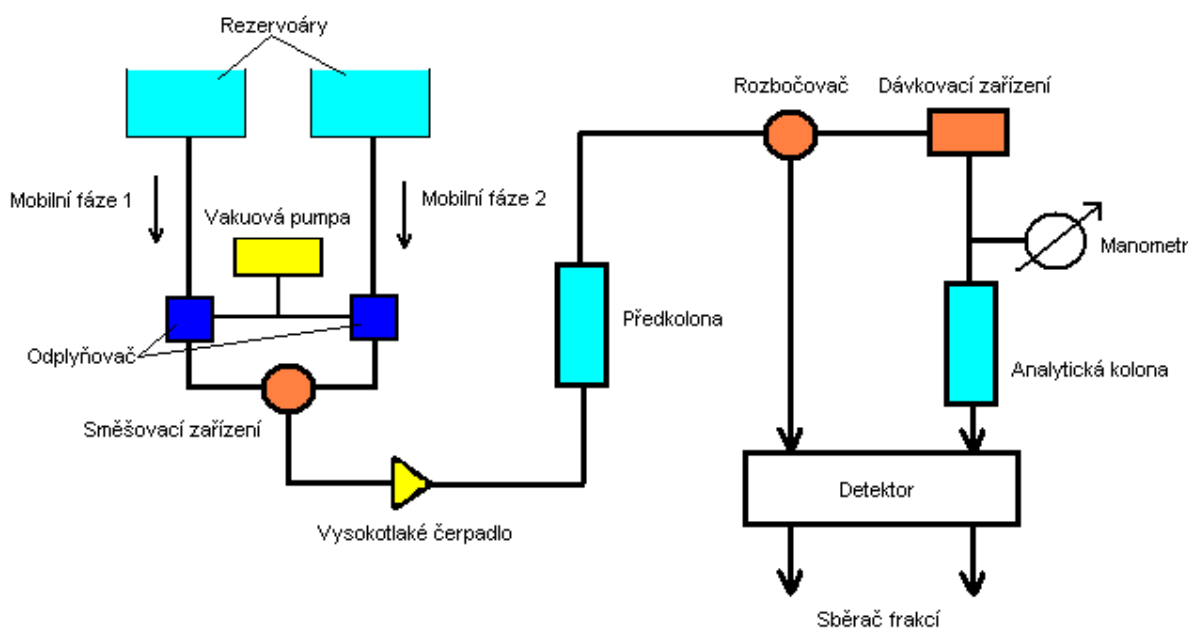 Rezervoáry
Rozbočovač
Dávkovací zařízení
Mobilní fáze 1
Mobilní fáze 2
Vakuová pumpa
Manometr
Předkolona
Odplyňovač
Analytická kolona
Směšovací zařízení
Detektor
Vysokotlaké čerpadlo
Sběrač frakcí